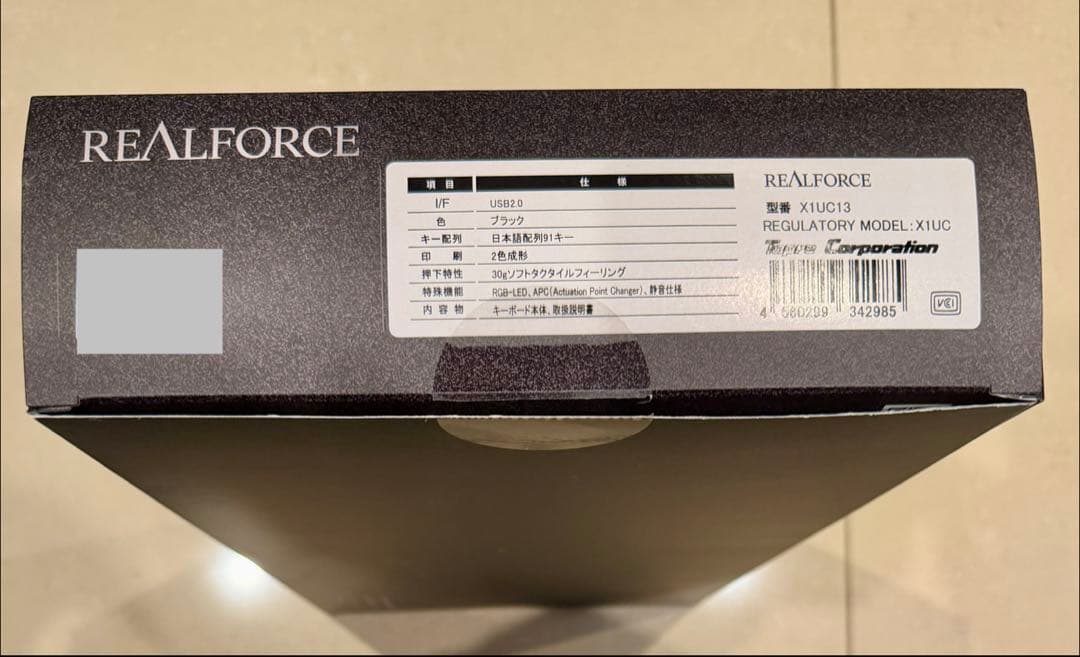 REALFORCE
項目 仕様
I/F USB2.0
色 ブラック
キー配列 日本語配列91キー
印刷 2色成形
押下特性 30gソフトタクタイルフィーリング
特殊機能 RGB-LED、APC(Actuation Point Changer)、静音仕様
内容物 キーボード本体、取扱説明書
REALFORCE
型番 X1UC13
REGULATORY MODEL:X1UC
Topre Corporation
4 560299 342985
VCI